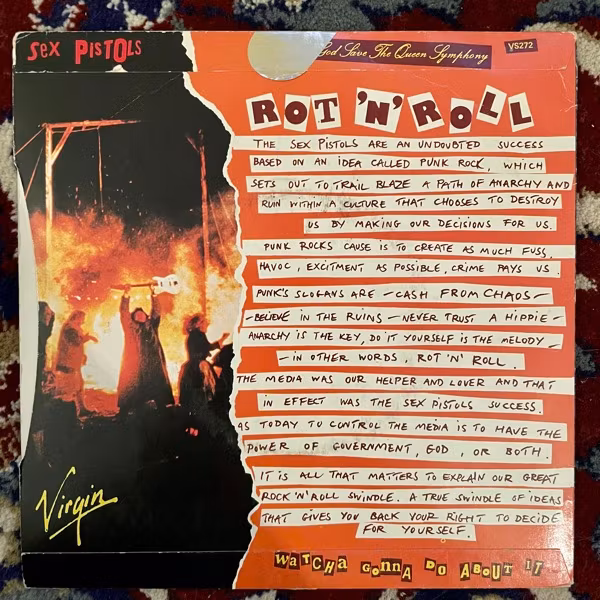 Sex PisTOLs
God Save The Queen Symphony
VS272
ROT 'N' ROLL
THE SEX PISTOLS ARE AN UNDOUBTED SUCCESS
BASED ON AN IDEA CALLED PUNK ROCK, WHICH
SETS OUT TO TRAIL BLAZE A PATH OF ANARCHY AND
RUIN WITHIN A CULTURE THAT CHOOSES TO DESTROY
US BY MAKING OUR DECISIONS FOR US.
PUNK ROCKS CAUSE IS TO CREATE AS MUCH FUSS,
HAVOC, EXCITMENT AS POSSIBLE, CRIME PAYS US.
PUNK'S SLOGANS ARE - CASH FROM CHAOS -
- BELIEVE IN THE RUINS - NEVER TRUST A HIPPIE -
ANARCHY IS THE KEY, DO IT YOURSELF IS THE MELODY -
- IN OTHER WORDS, ROT 'N' ROLL.
THE MEDIA WAS OUR HELPER AND LOVER AND THAT
IN EFFECT WAS THE SEX PISTOLS SUCCESS.
AS TODAY TO CONTROL THE MEDIA IS TO HAVE THE
POWER OF GOVERNMENT, GOD, OR BOTH.
IT IS ALL THAT MATTERS TO EXPLAIN OUR GREAT
ROCK 'N' ROLL SWINDLE. A TRUE SWINDLE OF IDEAS
THAT GIVES YOU BACK YOUR RIGHT TO DECIDE
FOR YOURSELF.
Virgin
WaTCHa GoNNA DO ABOUT IT